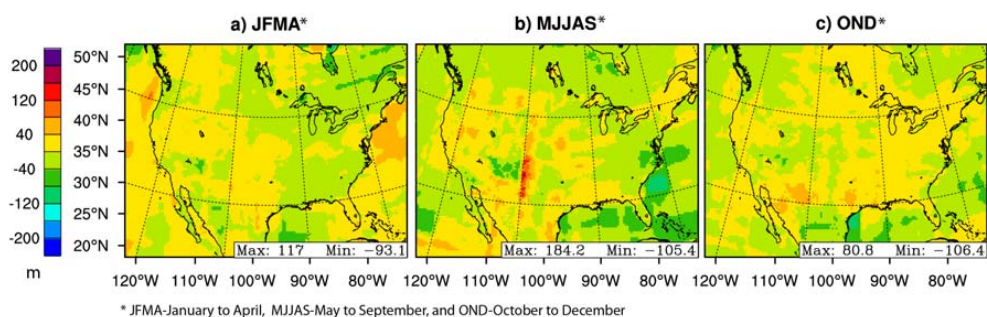 a) JFMA*
b) MJJAS*
c) OND*
200
120
40
-40
-120
-200
m
50°N
45°N
40°N
35°N
30°N
25°N
20°N
Max: 117 Min: −93.1
Max: 184.2 Min: −105.4
Max: 80.8 Min: −106.4
120°W 110°W 100°W 90°W 80°W
120°W 110°W 100°W 90°W 80°W
120°W 110°W 100°W 90°W 80°W
* JFMA-January to April, MJJAS-May to September, and OND-October to December